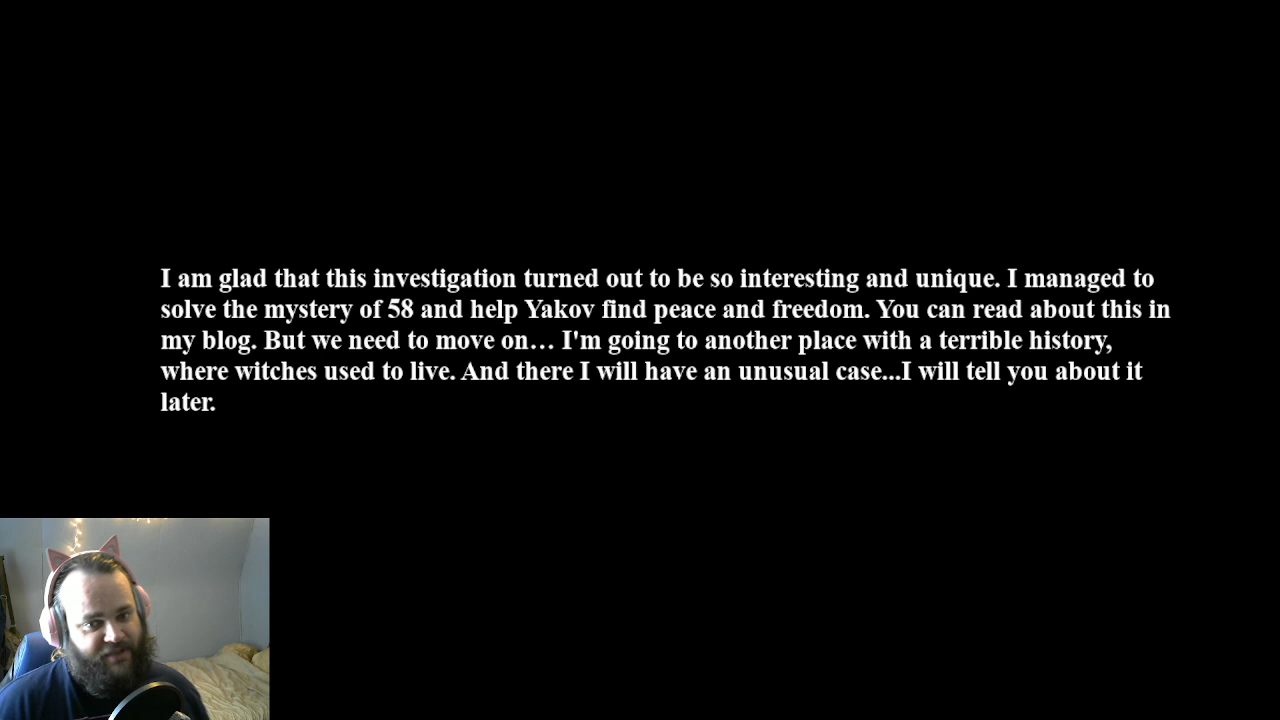 I am glad that this investigation turned out to be so interesting and unique. I managed to
solve the mystery of 58 and help Yakov find peace and freedom. You can read about this in
my blog. But we need to move on… I'm going to another place with a terrible history,
where witches used to live. And there I will have an unusual case...I will tell you about it
later.